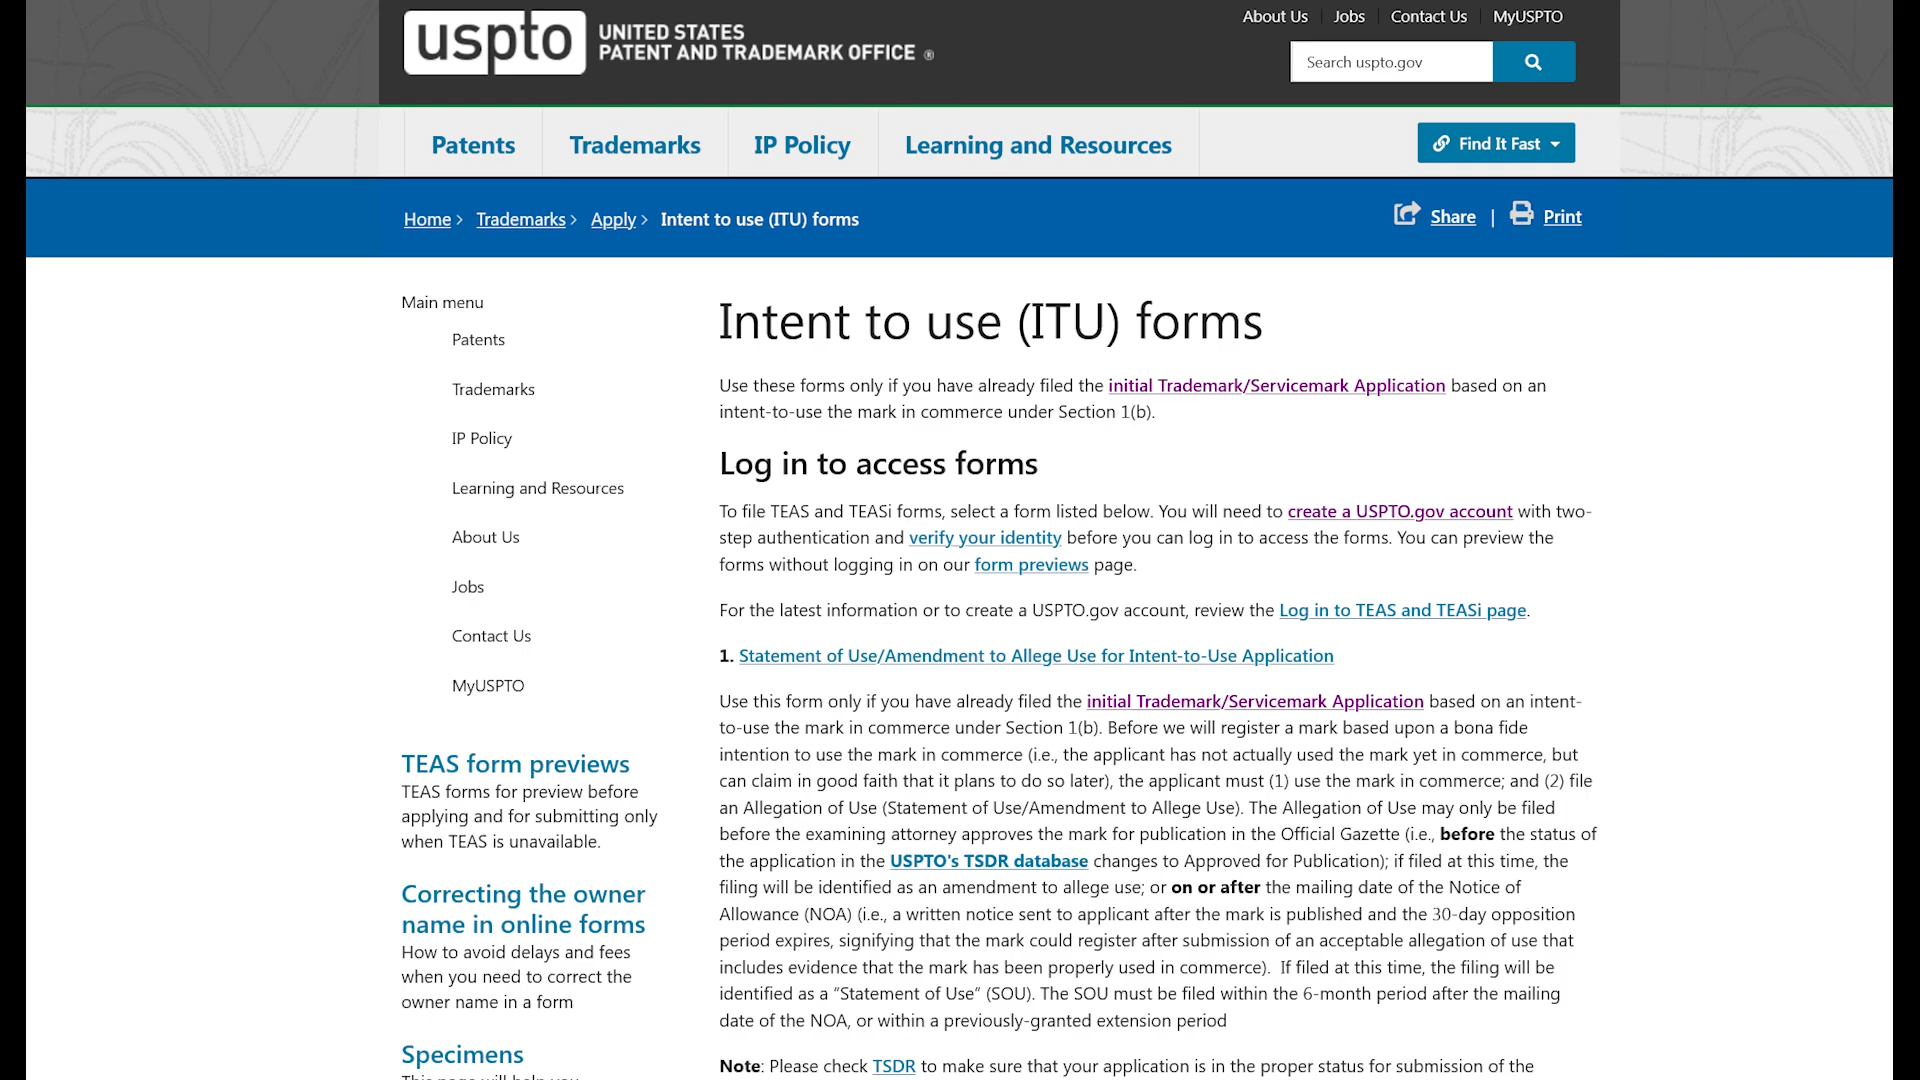 uspto UNITED STATES
PATENT AND TRADEMARK OFFICE ®
About Us Jobs Contact Us MyUSPTO
Search uspto.gov
Patents Trademarks IP Policy Learning and Resources Find It Fast
Home > Trademarks > Apply > Intent to use (ITU) forms Share | Print
Main menu
Patents
Trademarks
IP Policy
Learning and Resources
About Us
Jobs
Contact Us
MyUSPTO
TEAS form previews
TEAS forms for preview before
applying and for submitting only
when TEAS is unavailable.
Correcting the owner
name in online forms
How to avoid delays and fees
when you need to correct the
owner name in a form
Specimens
This page will help you
Intent to use (ITU) forms
Use these forms only if you have already filed the initial Trademark/Servicemark Application based on an
intent-to-use the mark in commerce under Section 1(b).
Log in to access forms
To file TEAS and TEASi forms, select a form listed below. You will need to create a USPTO.gov account with two-
step authentication and verify your identity before you can log in to access the forms. You can preview the
forms without logging in on our form previews page.
For the latest information or to create a USPTO.gov account, review the Log in to TEAS and TEASi page.
1. Statement of Use/Amendment to Allege Use for Intent-to-Use Application
Use this form only if you have already filed the initial Trademark/Servicemark Application based on an intent-
to-use the mark in commerce under Section 1(b). Before we will register a mark based upon a bona fide
intention to use the mark in commerce (i.e., the applicant has not actually used the mark yet in commerce, but
can claim in good faith that it plans to do so later), the applicant must (1) use the mark in commerce; and (2) file
an Allegation of Use (Statement of Use/Amendment to Allege Use). The Allegation of Use may only be filed
before the examining attorney approves the mark for publication in the Official Gazette (i.e., before the status of
the application in the USPTO's TSDR database changes to Approved for Publication); if filed at this time, the
filing will be identified as an amendment to allege use; or on or after the mailing date of the Notice of
Allowance (NOA) (i.e., a written notice sent to applicant after the mark is published and the 30-day opposition
period expires, signifying that the mark could register after submission of an acceptable allegation of use that
includes evidence that the mark has been properly used in commerce).  If filed at this time, the filing will be
identified as a “Statement of Use” (SOU). The SOU must be filed within the 6-month period after the mailing
date of the NOA, or within a previously-granted extension period
Note: Please check TSDR to make sure that your application is in the proper status for submission of the